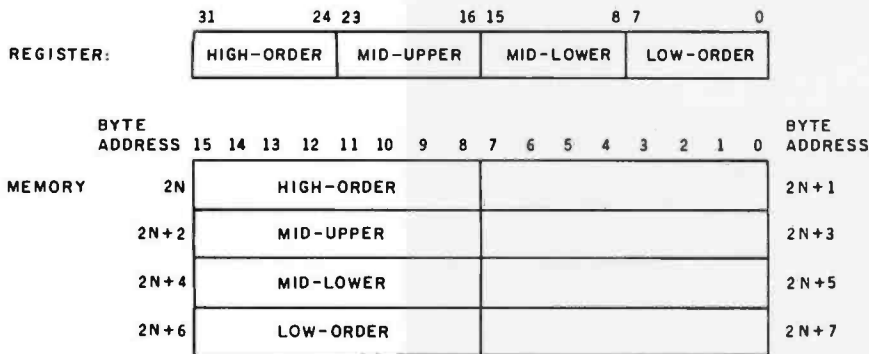 31 24 23 16 15 8 7 0
REGISTER: HIGH-ORDER MID-UPPER MID-LOWER LOW-ORDER
BYTE BYTE
ADDRESS 15 14 13 12 11 10 9 8 7 6 5 4 3 2 1 0 ADDRESS
MEMORY 2N HIGH-ORDER 2N+1
2N+2 MID-UPPER 2N+3
2N+4 MID-LOWER 2N+5
2N+6 LOW-ORDER 2N+7